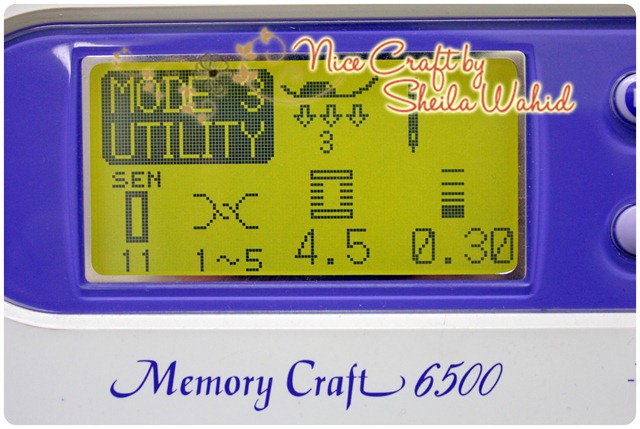 Nice Craft by
Sheila Wahid
MODE 3
UTILITY
3
SEN
11
1~5
4.5
0.30
Memory Craft 6500